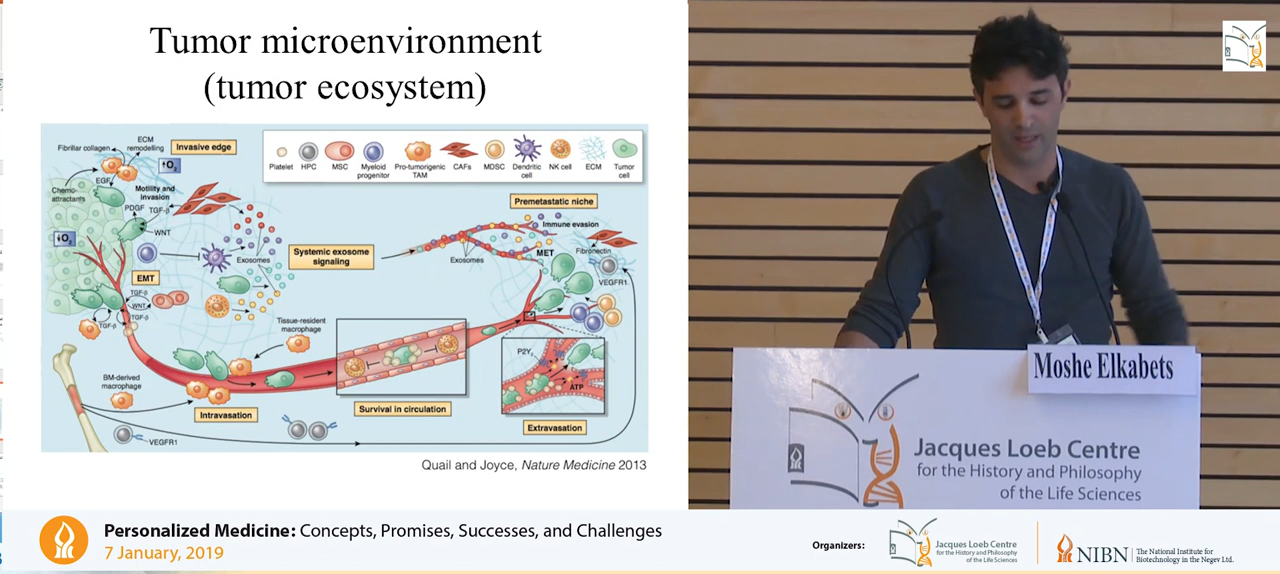 Tumor microenvironment
(tumor ecosystem)
ECM
remodelling
Fibrillar collagen
Invasive edge
↑O₂
EGF
Chemo-
attractants
Motility and
invasion
PDGF
TGF-β
WNT
↓O₂
Exosomes
EMT
TGF-β
WNT
TGF-β
TGF-β
Platelet
HPC
MSC
Myeloid
progenitor
Pro-tumorigenic
TAM
CAFs
MDSC
Dendritic
cell
NK cell
ECM
Tumor
cell
Premetastatic niche
Immune evasion
Systemic exosome
signaling
Exosomes
MET
Fibronectin
VEGFR1
Tissue-resident
macrophage
P2Y₂
ATP
BM-derived
macrophage
Intravasation
Survival in circulation
Extravasation
VEGFR1
Quail and Joyce, Nature Medicine 2013
Moshe Elkabets
Jacques Loeb Centre
for the History and Philosophy
of the Life Sciences
Personalized Medicine: Concepts, Promises, Successes, and Challenges
7 January, 2019
Organizers:
Jacques Loeb Centre
for the History and Philosophy
of the Life Sciences
NIBN
The National Institute for
Biotechnology in the Negev Ltd.